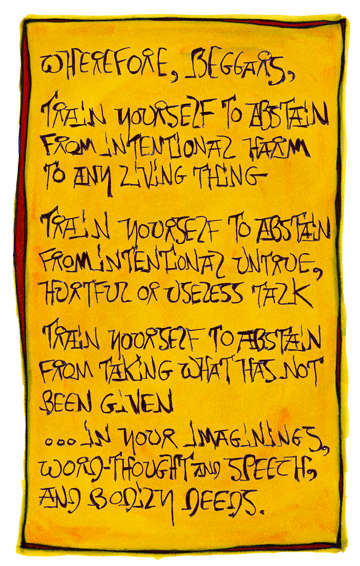 WHEREFORE, BEGGARS,
TRAIN YOURSELF TO ABSTAIN
FROM INTENTIONAL HARM
TO ANY LIVING THING
TRAIN YOURSELF TO ABSTAIN
FROM INTENTIONAL UNTRUE,
HURTFUL OR USELESS TALK
TRAIN YOURSELF TO ABSTAIN
FROM TAKING WHAT HAS NOT
BEEN GIVEN
... IN YOUR IMAGININGS,
WORD-THOUGHT AND SPEECH,
AND BODILY DEEDS.